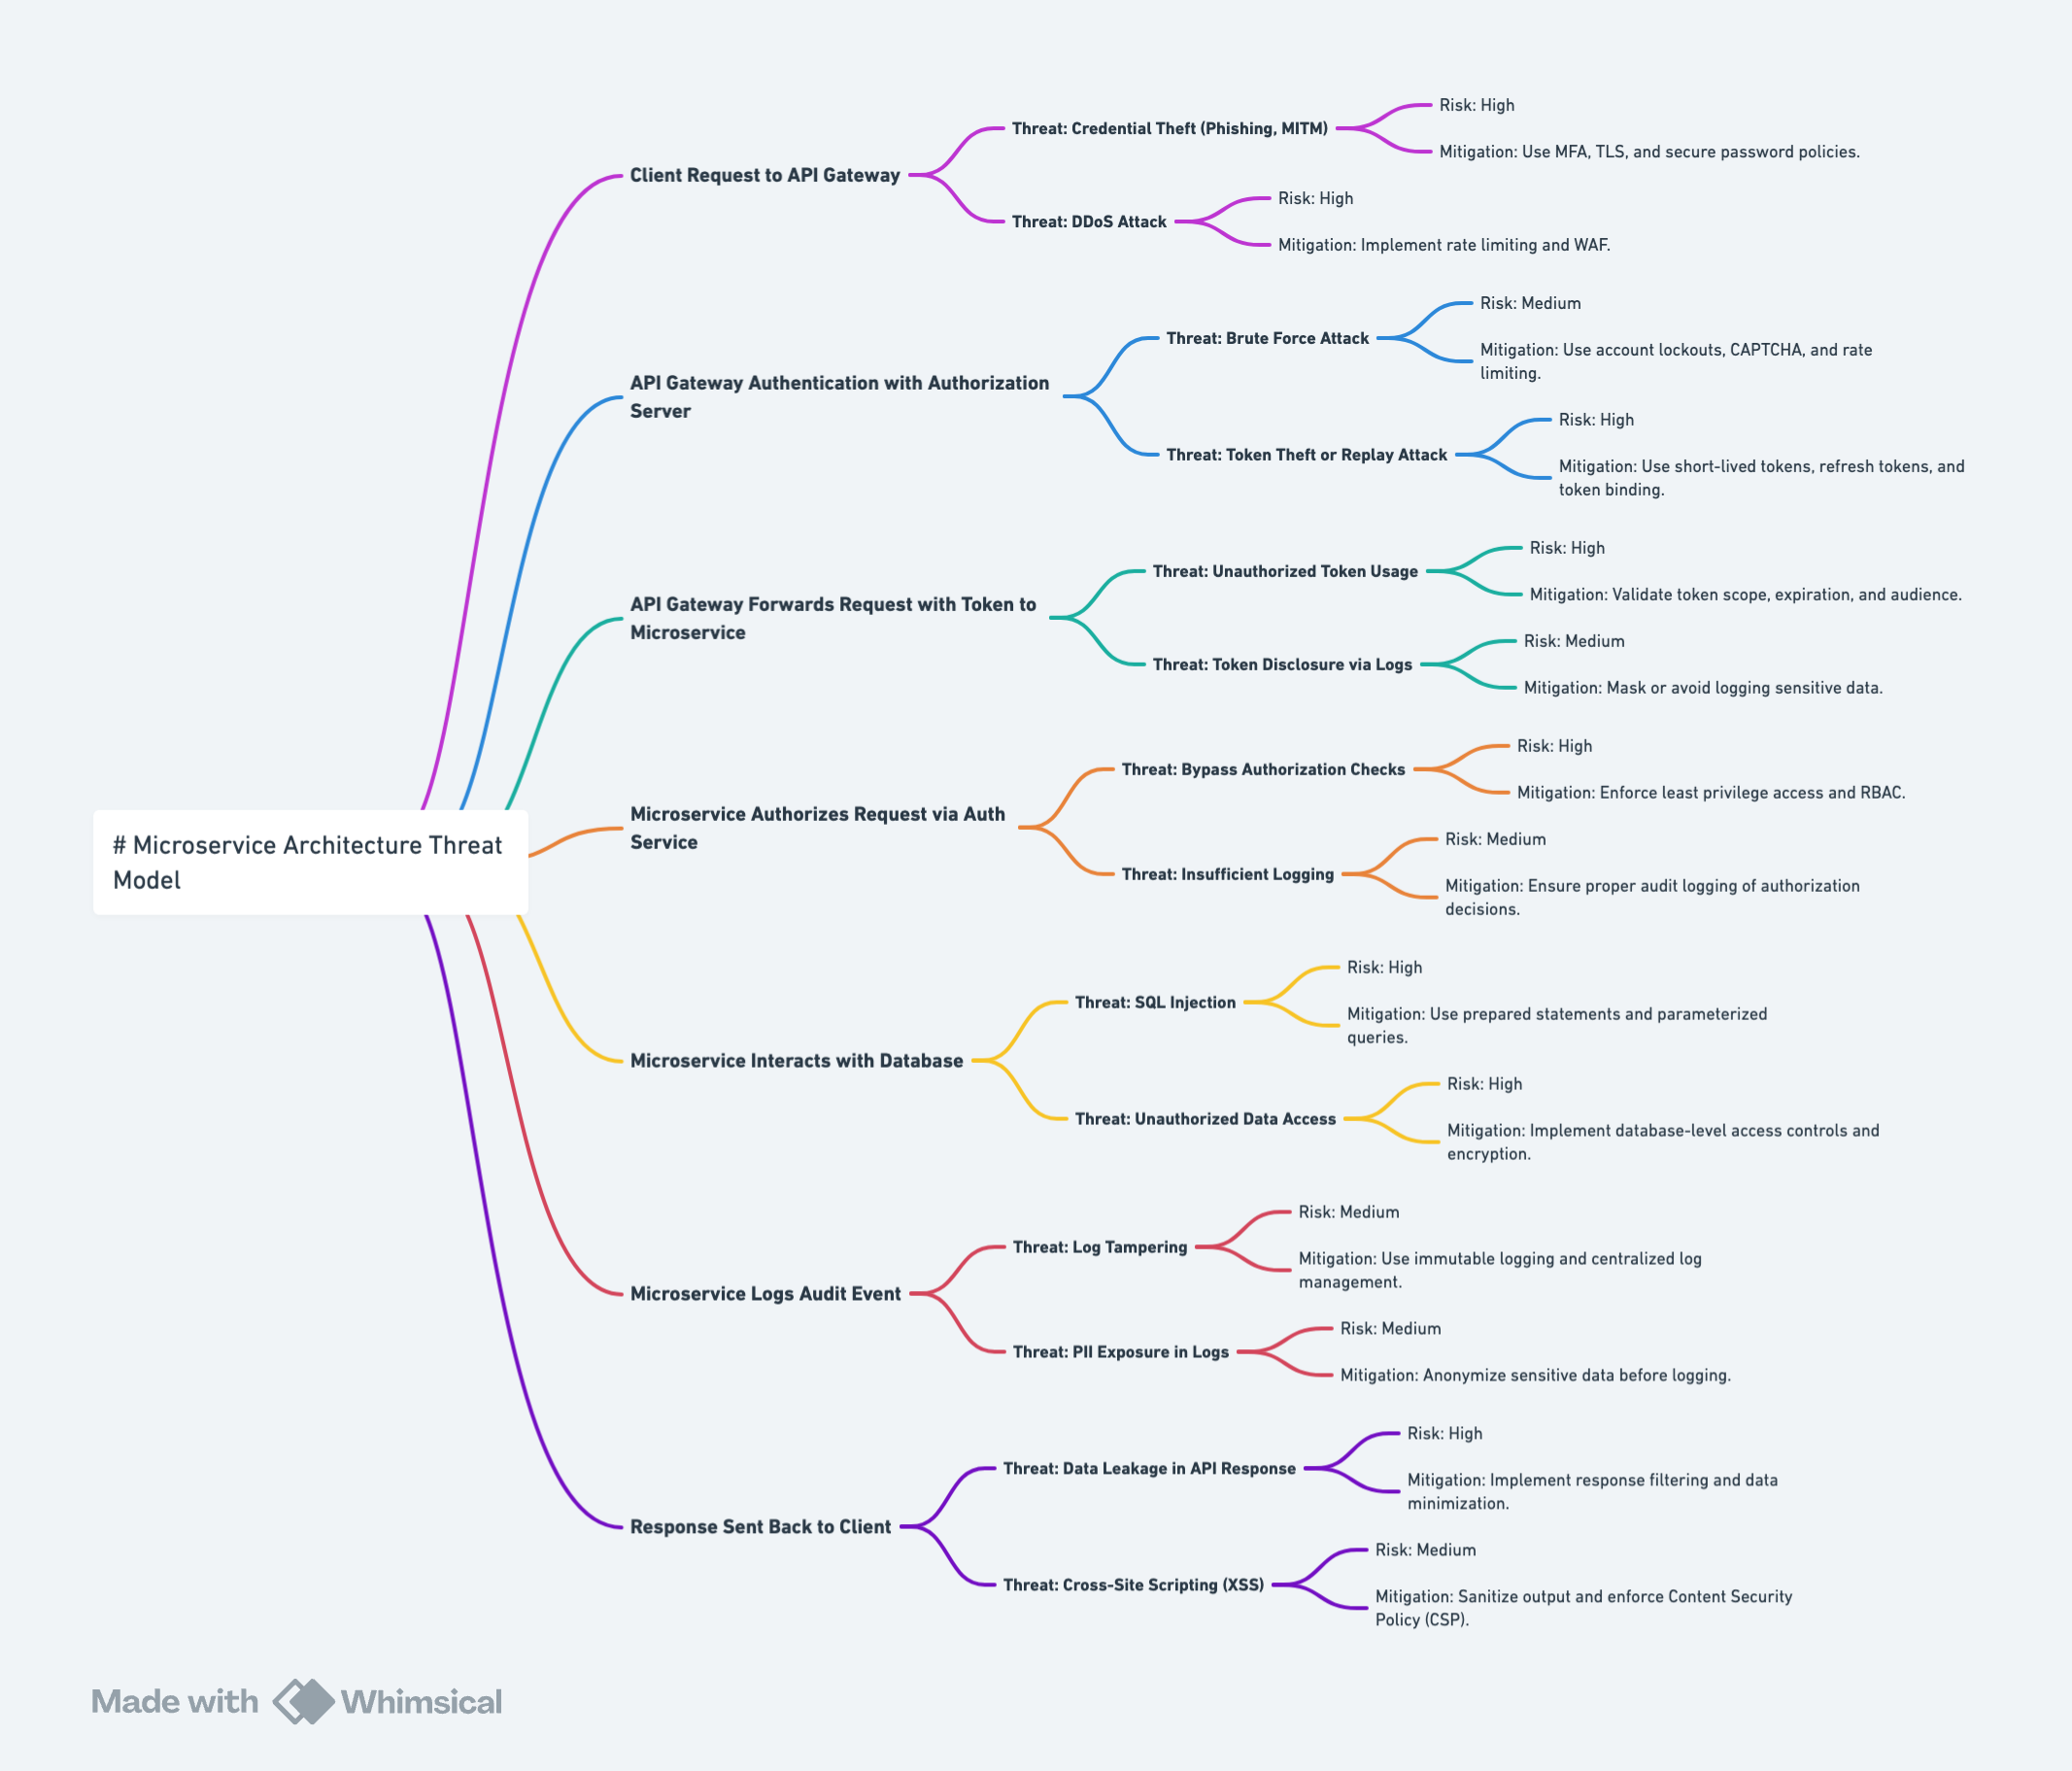 # Microservice Architecture Threat
Model
Client Request to API Gateway
Threat: Credential Theft (Phishing, MITM)
Risk: High
Mitigation: Use MFA, TLS, and secure password policies.
Threat: DDoS Attack
Risk: High
Mitigation: Implement rate limiting and WAF.
API Gateway Authentication with Authorization
Server
Threat: Brute Force Attack
Risk: Medium
Mitigation: Use account lockouts, CAPTCHA, and rate
limiting.
Threat: Token Theft or Replay Attack
Risk: High
Mitigation: Use short-lived tokens, refresh tokens, and
token binding.
API Gateway Forwards Request with Token to
Microservice
Threat: Unauthorized Token Usage
Risk: High
Mitigation: Validate token scope, expiration, and audience.
Threat: Token Disclosure via Logs
Risk: Medium
Mitigation: Mask or avoid logging sensitive data.
Microservice Authorizes Request via Auth
Service
Threat: Bypass Authorization Checks
Risk: High
Mitigation: Enforce least privilege access and RBAC.
Threat: Insufficient Logging
Risk: Medium
Mitigation: Ensure proper audit logging of authorization
decisions.
Microservice Interacts with Database
Threat: SQL Injection
Risk: High
Mitigation: Use prepared statements and parameterized
queries.
Threat: Unauthorized Data Access
Risk: High
Mitigation: Implement database-level access controls and
encryption.
Microservice Logs Audit Event
Threat: Log Tampering
Risk: Medium
Mitigation: Use immutable logging and centralized log
management.
Threat: PII Exposure in Logs
Risk: Medium
Mitigation: Anonymize sensitive data before logging.
Response Sent Back to Client
Threat: Data Leakage in API Response
Risk: High
Mitigation: Implement response filtering and data
minimization.
Threat: Cross-Site Scripting (XSS)
Risk: Medium
Mitigation: Sanitize output and enforce Content Security
Policy (CSP).
Made with Whimsical